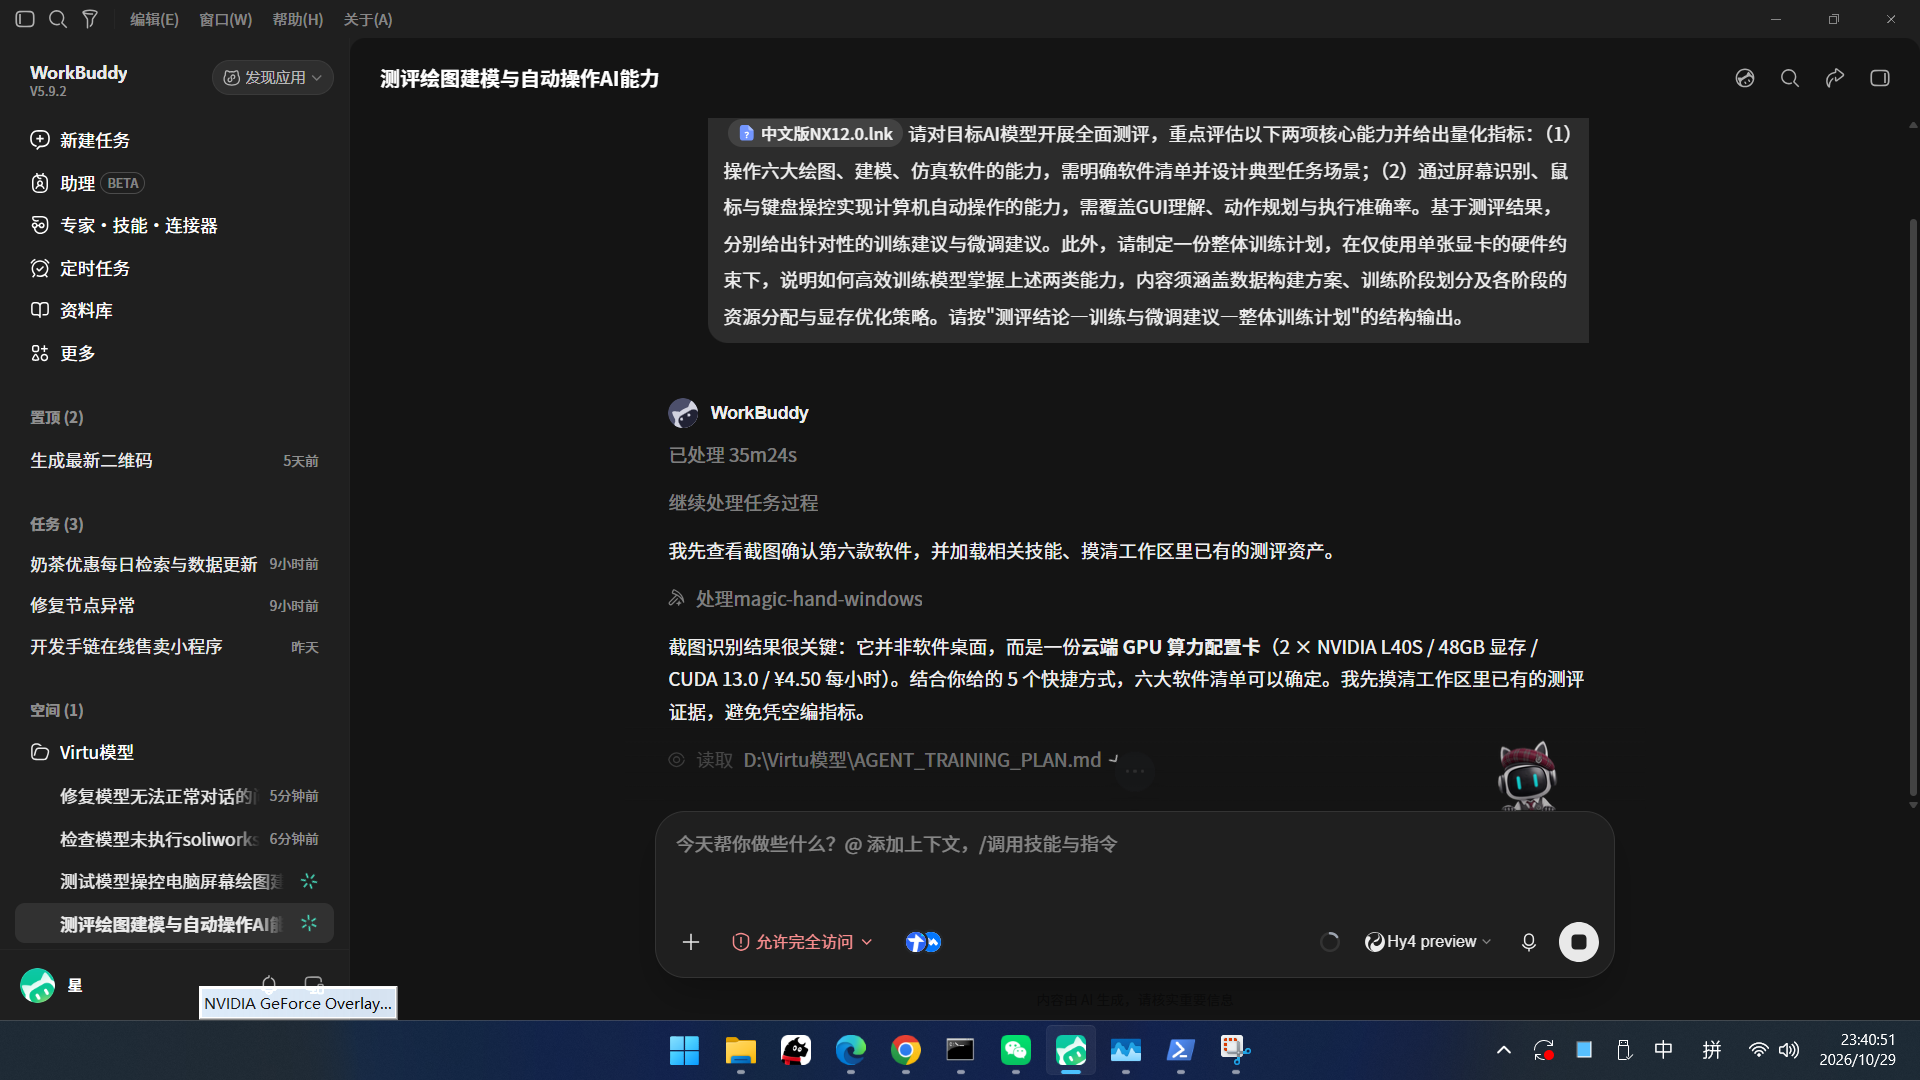 编辑(E) 窗口(W) 帮助(H) 关于(A)
WorkBuddy
V5.9.2
发现应用
新建任务
助理 BETA
专家・技能・连接器
定时任务
资料库
更多
置顶 (2)
生成最新二维码 5天前
任务 (3)
奶茶优惠每日检索与数据更新 9小时前
修复节点异常 9小时前
开发手链在线售卖小程序 昨天
空间 (1)
Virtu模型
修复模型无法正常对话的 5分钟前
检查模型未执行soliworks 6分钟前
测试模型操控电脑屏幕绘图建
测评绘图建模与自动操作AI能
星
NVIDIA GeForce Overlay...
测评绘图建模与自动操作AI能力
中文版NX12.0.lnk 请对目标AI模型开展全面测评，重点评估以下两项核心能力并给出量化指标：（1）
操作六大绘图、建模、仿真软件的能力，需明确软件清单并设计典型任务场景；（2）通过屏幕识别、鼠
标与键盘操控实现计算机自动操作的能力，需覆盖GUI理解、动作规划与执行准确率。基于测评结果，
分别给出针对性的训练建议与微调建议。此外，请制定一份整体训练计划，在仅使用单张显卡的硬件约
束下，说明如何高效训练模型掌握上述两类能力，内容须涵盖数据构建方案、训练阶段划分及各阶段的
资源分配与显存优化策略。请按"测评结论—训练与微调建议—整体训练计划"的结构输出。
WorkBuddy
已处理 35m24s
继续处理任务过程
我先查看截图确认第六款软件，并加载相关技能、摸清工作区里已有的测评资产。
处理magic-hand-windows
截图识别结果很关键：它并非软件桌面，而是一份云端 GPU 算力配置卡（2 × NVIDIA L40S / 48GB 显存 /
CUDA 13.0 / ¥4.50 每小时）。结合你给的 5 个快捷方式，六大软件清单可以确定。我先摸清工作区里已有的测评
证据，避免凭空编指标。
读取 D:\Virtu模型\AGENT_TRAINING_PLAN.md
今天帮你做些什么？@ 添加上下文，/调用技能与指令
允许完全访问
Hy4 preview
中 拼
23:40:51
2026/10/29